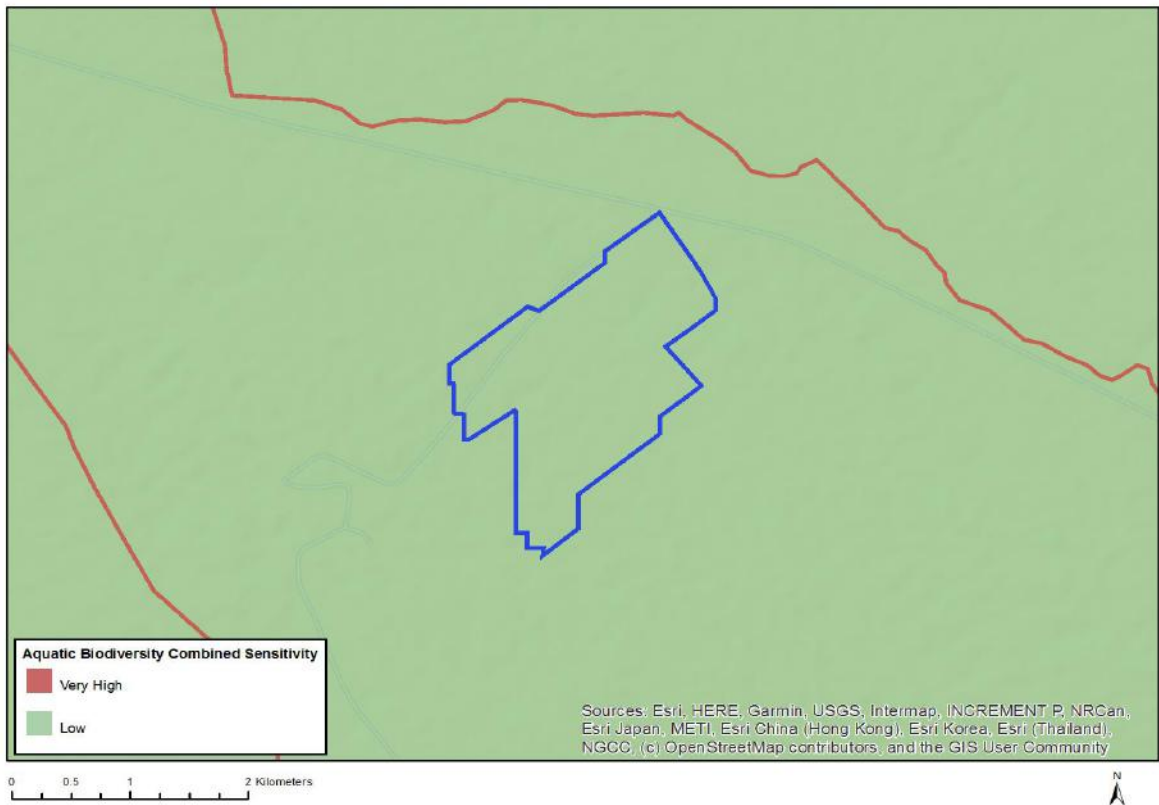 Aquatic Biodiversity Combined Sensitivity
Very High
Low
Sources: Esri, HERE, Garmin, USGS, Intermap, INCREMENT P, NRCan,
Esri Japan, METI, Esri China (Hong Kong), Esri Korea, Esri (Thailand),
NGCC, (c) OpenStreetMap contributors, and the GIS User Community
0 0.5 1 2 Kilometers
N